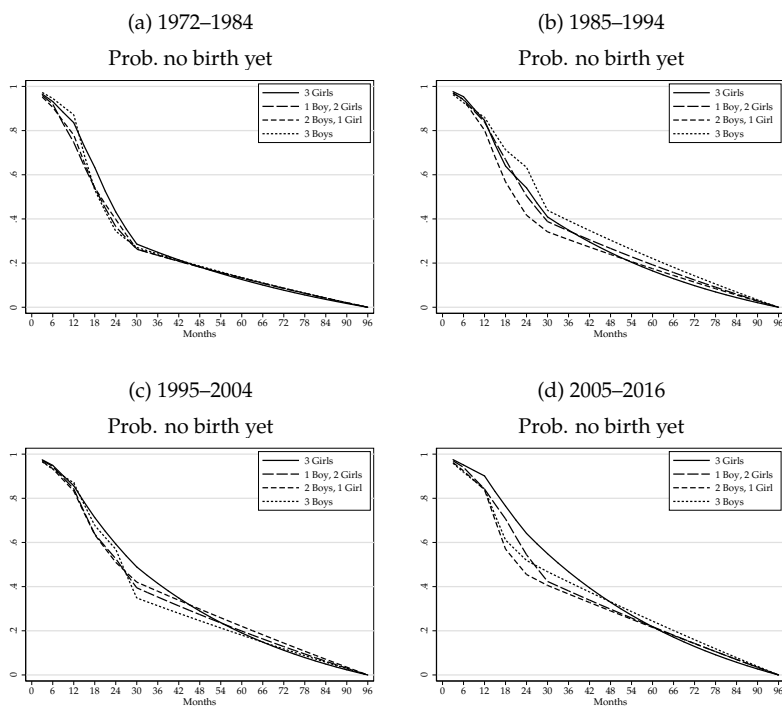 (a) 1972–1984
Prob. no birth yet
3 Girls
1 Boy, 2 Girls
2 Boys, 1 Girl
3 Boys
1
.8
.6
.4
.2
0
0 6 12 18 24 30 36 42 48 54 60 66 72 78 84 90 96
Months
(b) 1985–1994
Prob. no birth yet
3 Girls
1 Boy, 2 Girls
2 Boys, 1 Girl
3 Boys
1
.8
.6
.4
.2
0
0 6 12 18 24 30 36 42 48 54 60 66 72 78 84 90 96
Months
(c) 1995–2004
Prob. no birth yet
3 Girls
1 Boy, 2 Girls
2 Boys, 1 Girl
3 Boys
1
.8
.6
.4
.2
0
0 6 12 18 24 30 36 42 48 54 60 66 72 78 84 90 96
Months
(d) 2005–2016
Prob. no birth yet
3 Girls
1 Boy, 2 Girls
2 Boys, 1 Girl
3 Boys
1
.8
.6
.4
.2
0
0 6 12 18 24 30 36 42 48 54 60 66 72 78 84 90 96
Months